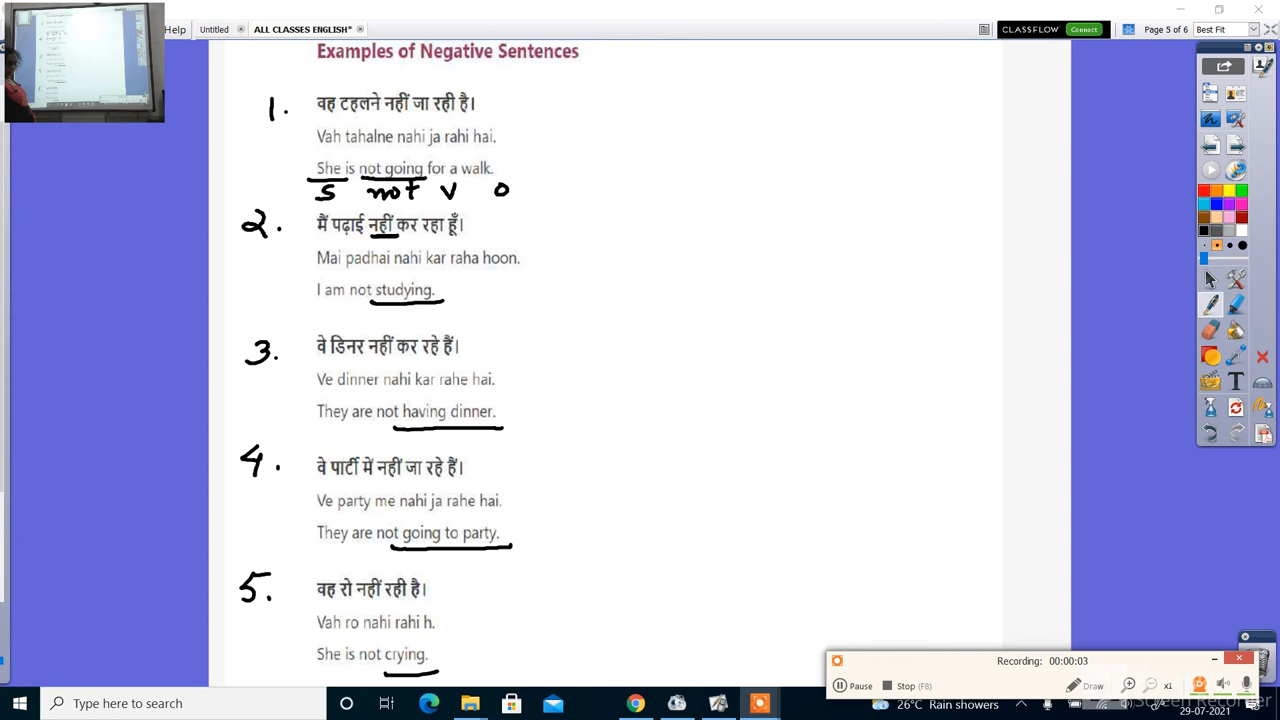 Help
Untitled
ALL CLASSES ENGLISH*
CLASSFLOW
Connect
Page 5 of 6
Best Fit
Examples of Negative Sentences
1.
वह टहलने नहीं जा रही है।
Vah tahalne nahi ja rahi hai.
She is not going for a walk.
S not V O
2.
मैं पढ़ाई नहीं कर रहा हूँ।
Mai padhai nahi kar raha hoon.
I am not studying.
3.
वे डिनर नहीं कर रहे हैं।
Ve dinner nahi kar rahe hai.
They are not having dinner.
4.
वे पार्टी में नहीं जा रहे हैं।
Ve party me nahi ja rahe hai.
They are not going to party.
5.
वह रो नहीं रही है।
Vah ro nahi rahi h.
She is not crying.
Recording: 00:00:03
Pause
Stop (F8)
Draw
x1
Type here to search
26°C Rain showers
29-07-2021